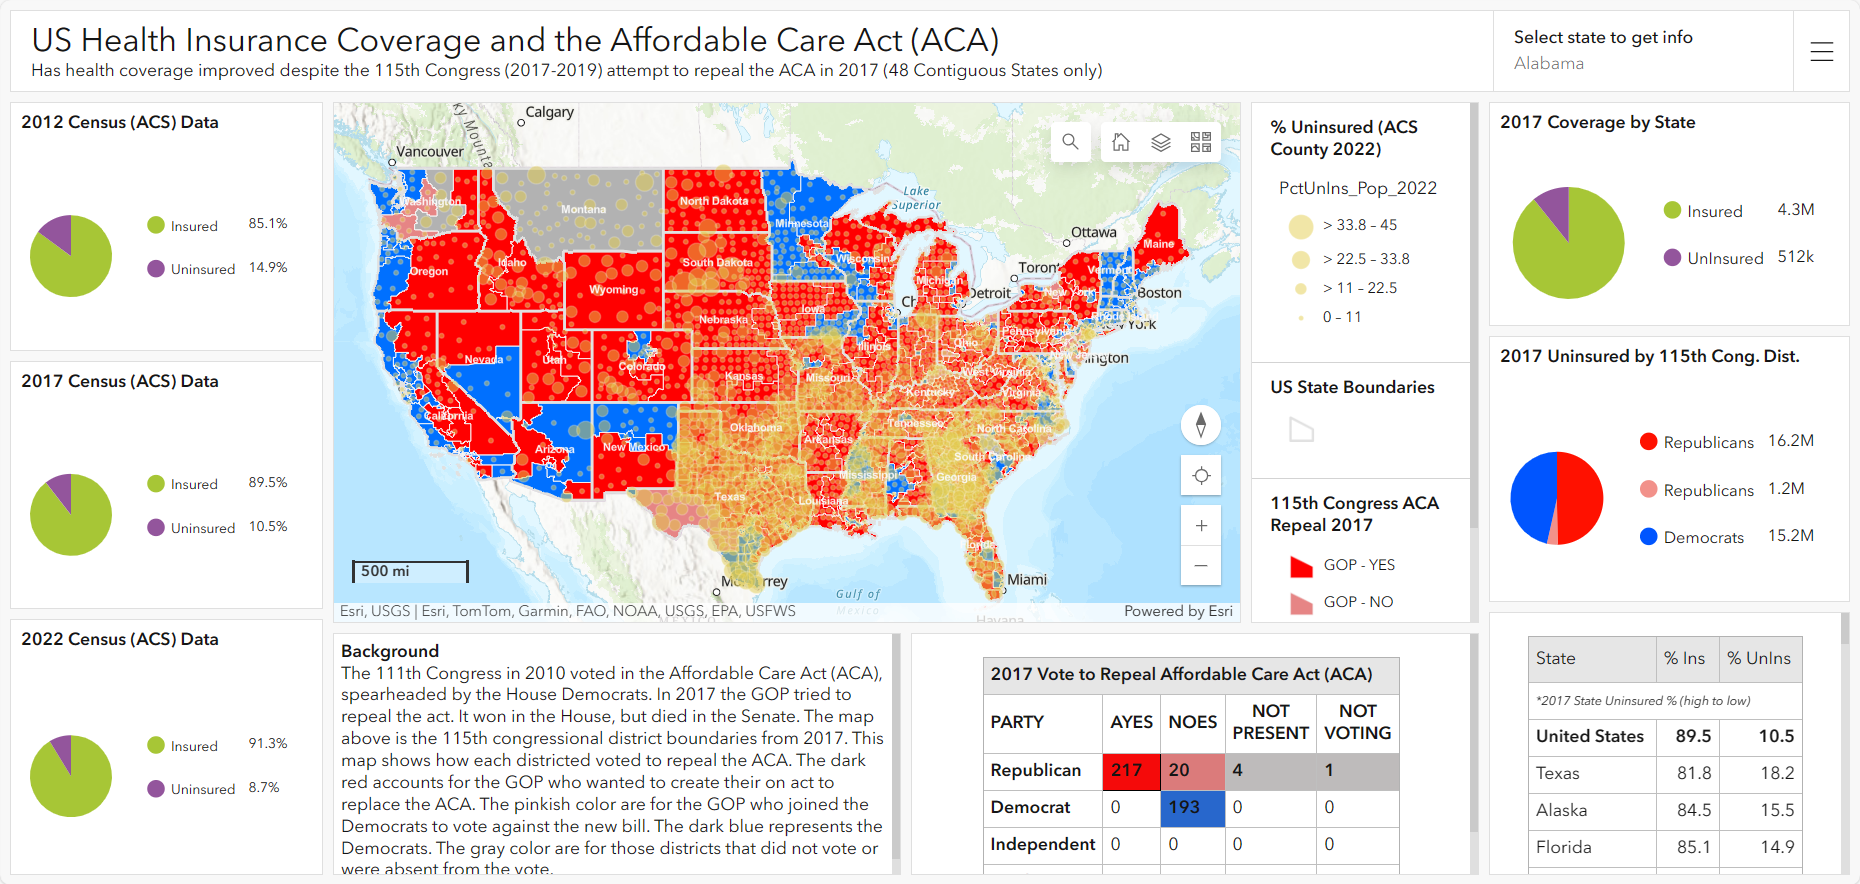 US Health Insurance Coverage and the Affordable Care Act (ACA)
Has health coverage improved despite the 115th Congress (2017-2019) attempt to repeal the ACA in 2017 (48 Contiguous States only)
Select state to get info
Alabama
2012 Census (ACS) Data
Insured 85.1%
Uninsured 14.9%
2017 Census (ACS) Data
Insured 89.5%
Uninsured 10.5%
2022 Census (ACS) Data
Insured 91.3%
Uninsured 8.7%
Calgary
Vancouver
Lake
Superior
Ottawa
Detroit
Boston
Miami
Gulf of
Mexico
Havana
Washington
Montana
North Dakota
Minnesota
Oregon
Idaho
Wyoming
South Dakota
Wisconsin
Michigan
Maine
Vermont
New York
Nebraska
Iowa
Nevada
Utah
Colorado
Kansas
Missouri
Illinois
Ohio
Pennsylvania
West Virginia
Kentucky
Virginia
California
Arizona
New Mexico
Oklahoma
Arkansas
Tennessee
North Carolina
South Carolina
Mississippi
Georgia
Texas
Louisiana
500 mi
Esri, USGS | Esri, TomTom, Garmin, FAO, NOAA, USGS, EPA, USFWS
Powered by Esri
% Uninsured (ACS
County 2022)
PctUnIns_Pop_2022
> 33.8 – 45
> 22.5 – 33.8
> 11 – 22.5
0 – 11
US State Boundaries
115th Congress ACA
Repeal 2017
GOP - YES
GOP - NO
2017 Coverage by State
Insured 4.3M
UnInsured 512k
2017 Uninsured by 115th Cong. Dist.
Republicans 16.2M
Republicans 1.2M
Democrats 15.2M
Background
The 111th Congress in 2010 voted in the Affordable Care Act (ACA),
spearheaded by the House Democrats. In 2017 the GOP tried to
repeal the act. It won in the House, but died in the Senate. The map
above is the 115th congressional district boundaries from 2017. This
map shows how each districted voted to repeal the ACA. The dark
red accounts for the GOP who wanted to create their on act to
replace the ACA. The pinkish color are for the GOP who joined the
Democrats to vote against the new bill. The dark blue represents the
Democrats. The gray color are for those districts that did not vote or
were absent from the vote.
2017 Vote to Repeal Affordable Care Act (ACA)
PARTY AYES NOES NOT PRESENT NOT VOTING
Republican 217 20 4 1
Democrat 0 193 0 0
Independent 0 0 0 0
State % Ins % UnIns
*2017 State Uninsured % (high to low)
United States 89.5 10.5
Texas 81.8 18.2
Alaska 84.5 15.5
Florida 85.1 14.9